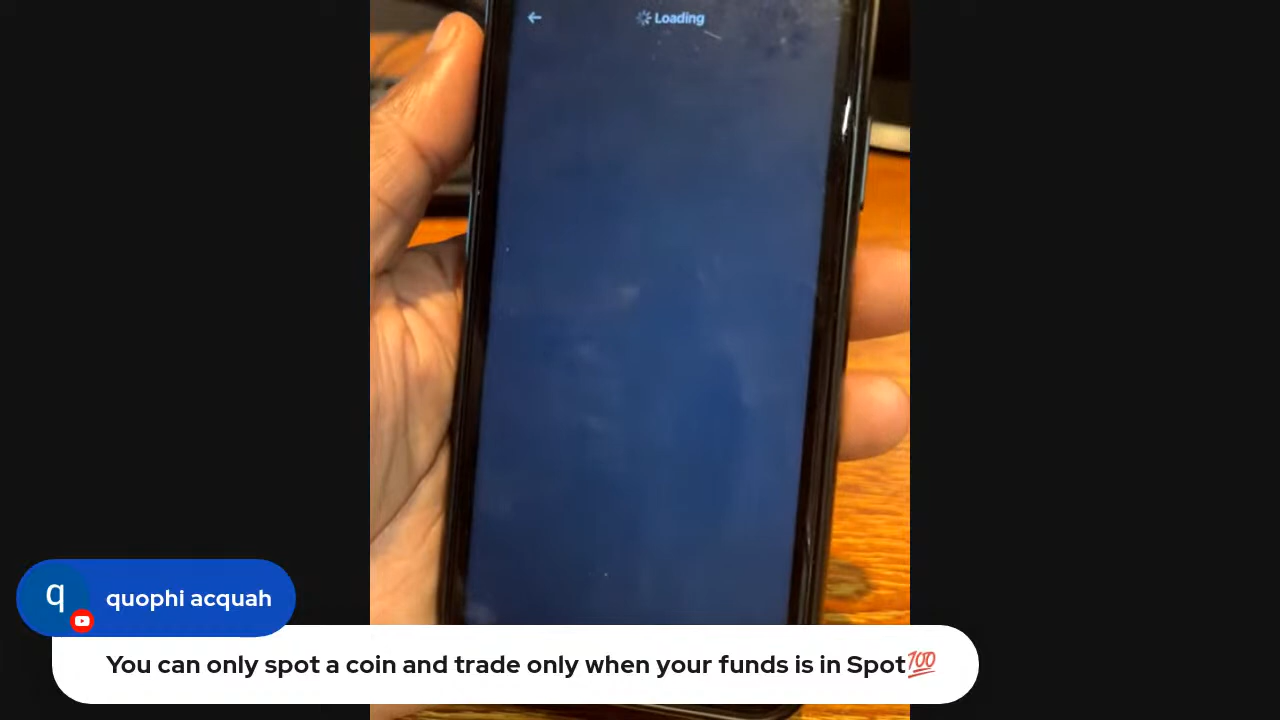 Loading
q
quophi acquah
You can only spot a coin and trade only when your funds is in Spot💯